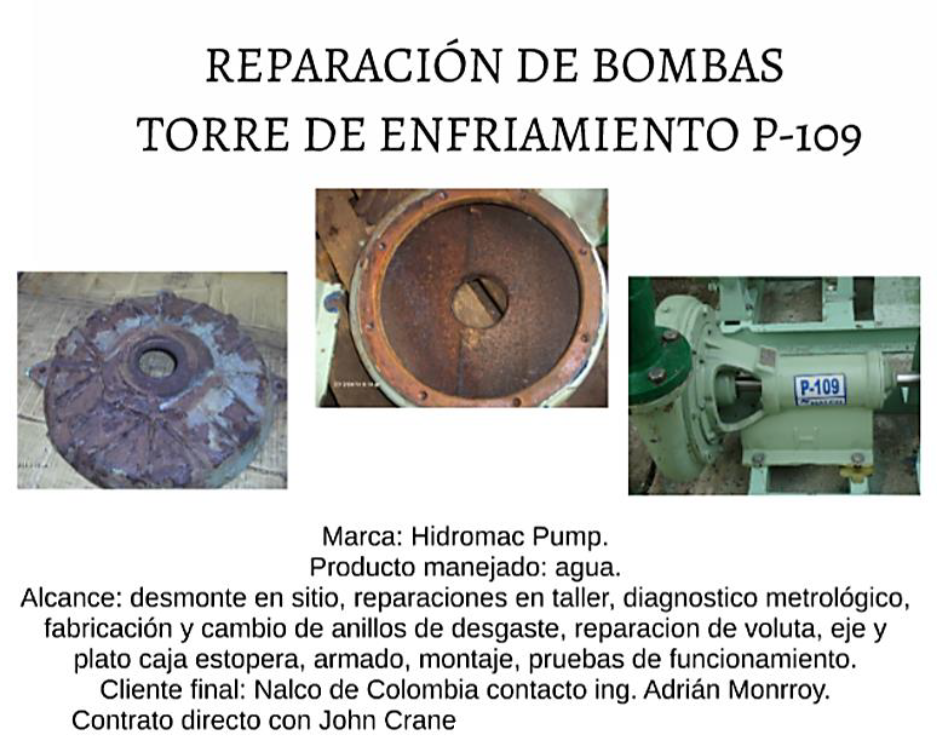 REPARACIÓN DE BOMBAS
TORRE DE ENFRIAMIENTO P-109
P-109
Marca: Hidromac Pump.
Producto manejado: agua.
Alcance: desmonte en sitio, reparaciones en taller, diagnostico metrológico,
fabricación y cambio de anillos de desgaste, reparacion de voluta, eje y
plato caja estopera, armado, montaje, pruebas de funcionamiento.
Cliente final: Nalco de Colombia contacto ing. Adrián Monrroy.
Contrato directo con John Crane